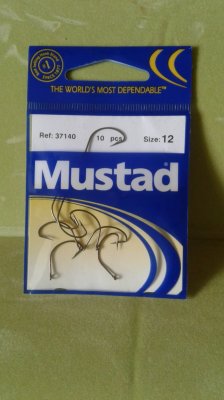 THE WORLD'S MOST DEPENDABLE™
Ref: 37140 10 pcs Size: 12
Mustad